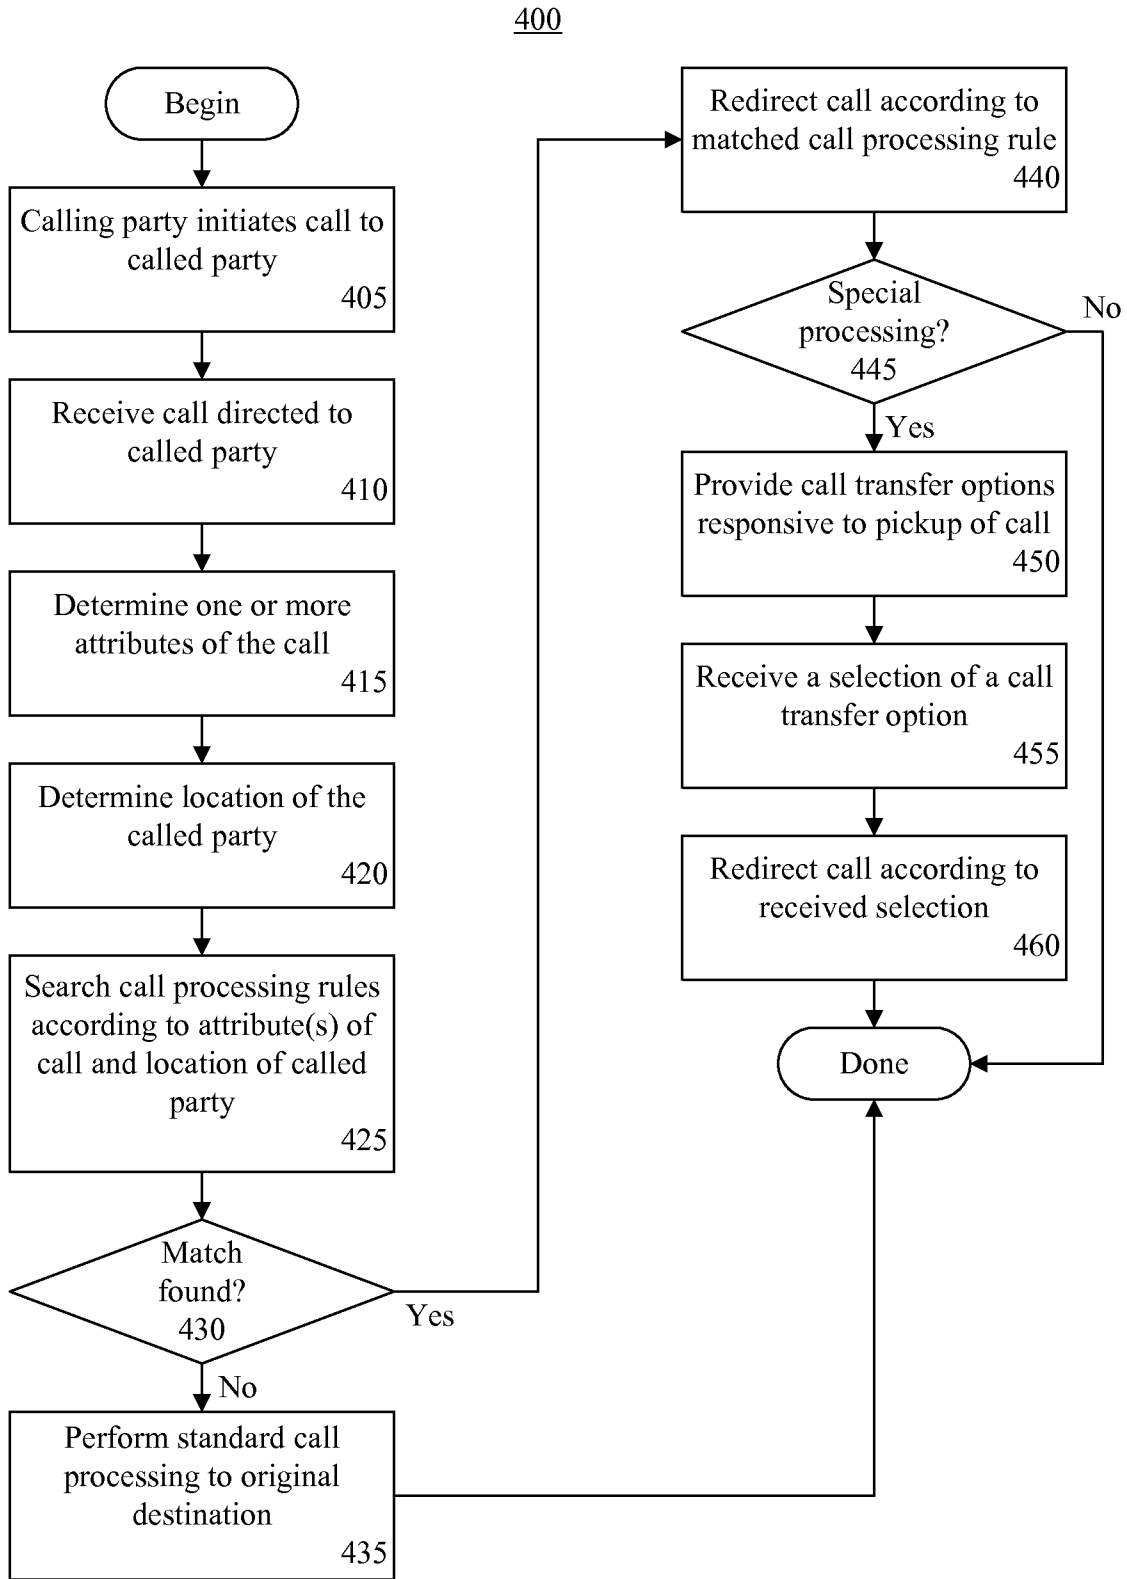 400
Begin
Calling party initiates call to
called party
405
Receive call directed to
called party
410
Determine one or more
attributes of the call
415
Determine location of the
called party
420
Search call processing rules
according to attribute(s) of
call and location of called
party
425
Match
found?
430
Yes
No
Perform standard call
processing to original
destination
435
Redirect call according to
matched call processing rule
440
Special
processing?
445
No
Yes
Provide call transfer options
responsive to pickup of call
450
Receive a selection of a call
transfer option
455
Redirect call according to
received selection
460
Done